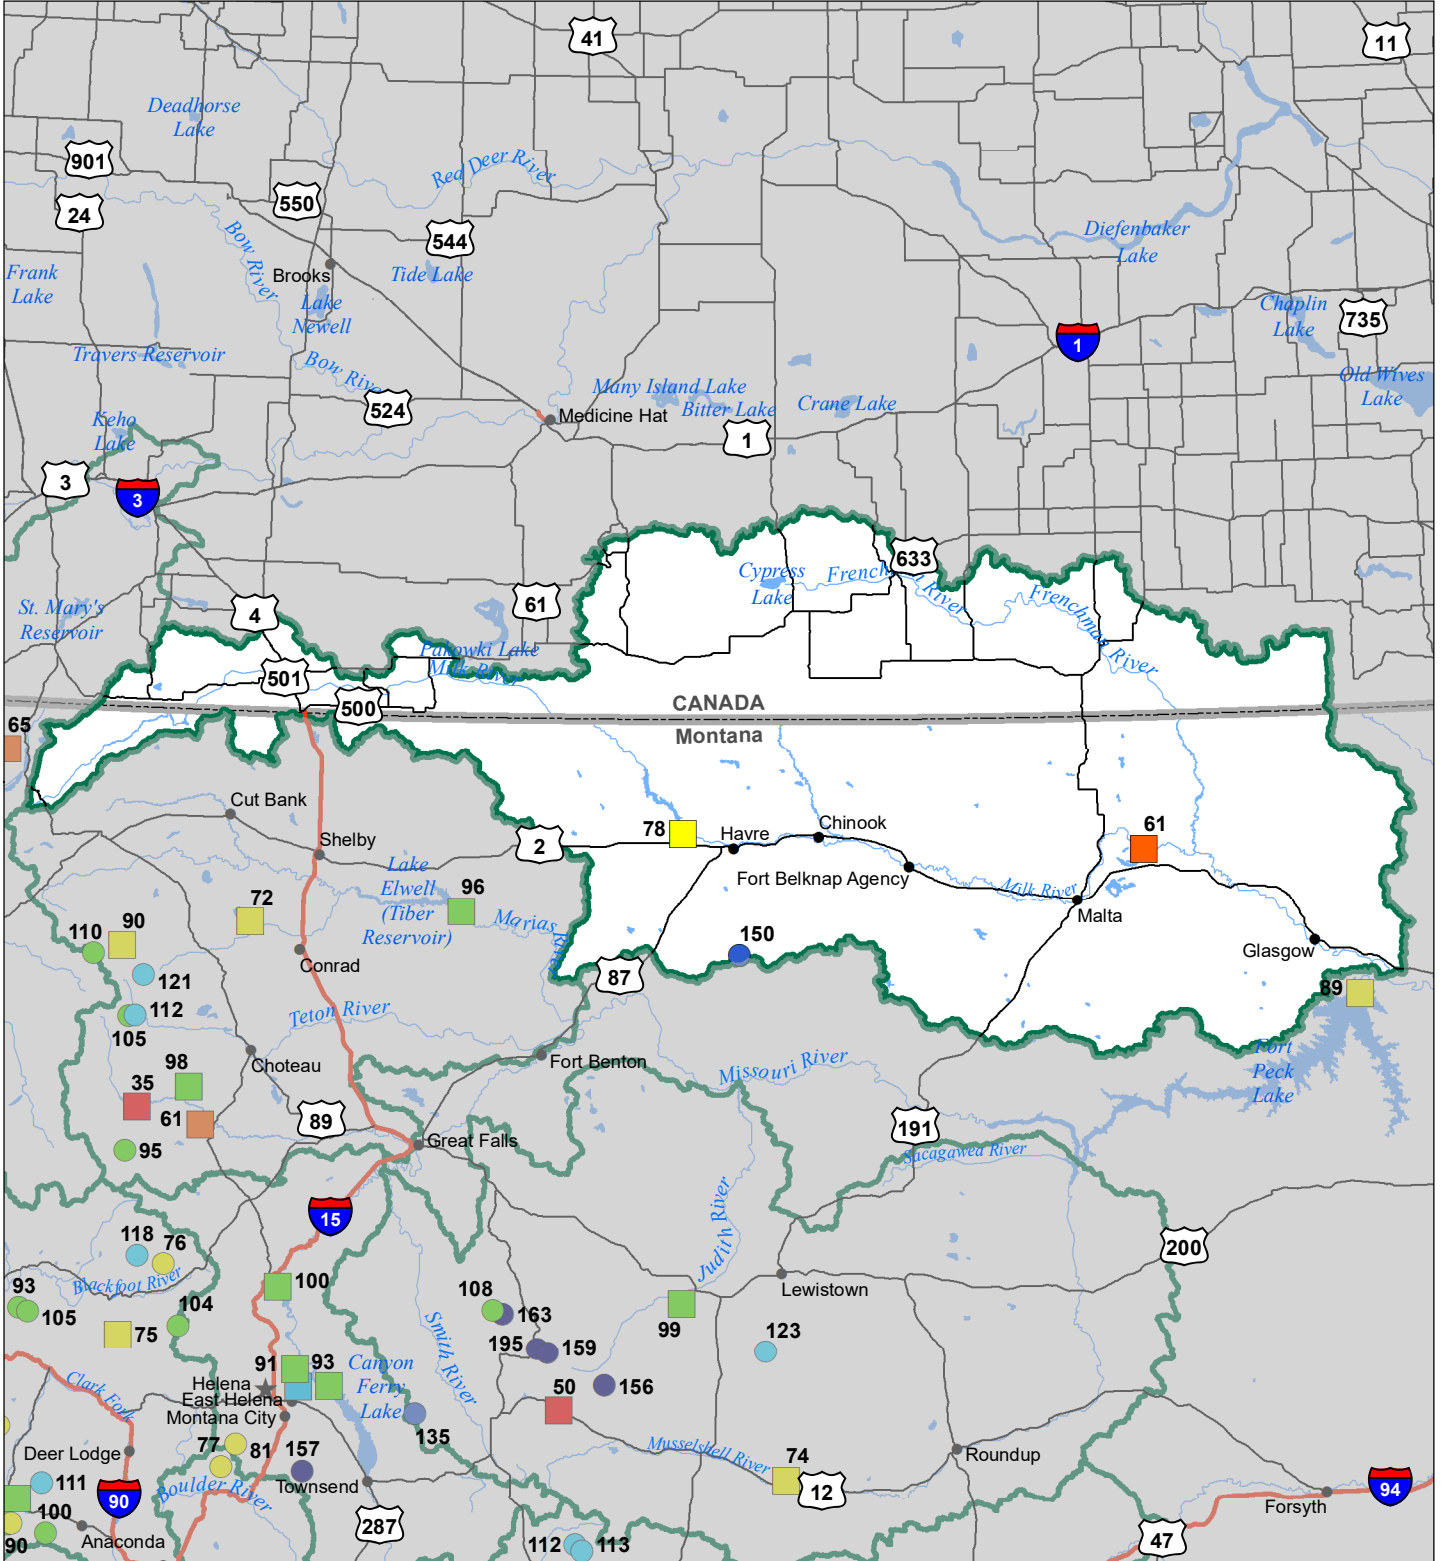 41
11
Deadhorse
Lake
901
Red Deer River
550
24
544
Bow River
Diefenbaker
Lake
Frank
Lake
Brooks
Tide Lake
Lake
Newell
Chaplin
Lake
735
1
Travers Reservoir
Bow Rive
Many Island Lake
Old Wives
Lake
524
Bitter Lake
Crane Lake
Keho
Lake
Medicine Hat
1
3
3
633
Cypress
Lake
French
n River
Frenchman River
61
4
St. Mary's
Reservoir
Pakowki Lake
Milk River
501
500
CANADA
Montana
65
Cut Bank
78
Havre
Chinook
61
2
Shelby
Lake
Elwell
(Tiber
Reservoir)
Fort Belknap Agency
Milk River
96
72
Malta
Marias
River
90
110
150
Glasgow
Conrad
121
87
89
112
105
Teton River
Choteau
Fort Benton
Missouri River
Fort
Peck
Lake
98
35
61
89
191
95
Great Falls
Sacagawea River
15
Judith River
118
76
200
Blackfoot River
100
Lewistown
93
105
104
108
163
99
75
Smith River
195
159
123
91
93
Canyon
Ferry
Lake
Helena
East Helena
Montana City
156
50
Clark Fork
135
77
81
157
Musselshell River
74
Deer Lodge
Roundup
111
Townsend
12
94
90
Boulder River
Forsyth
100
287
47
90
Anaconda
112
113